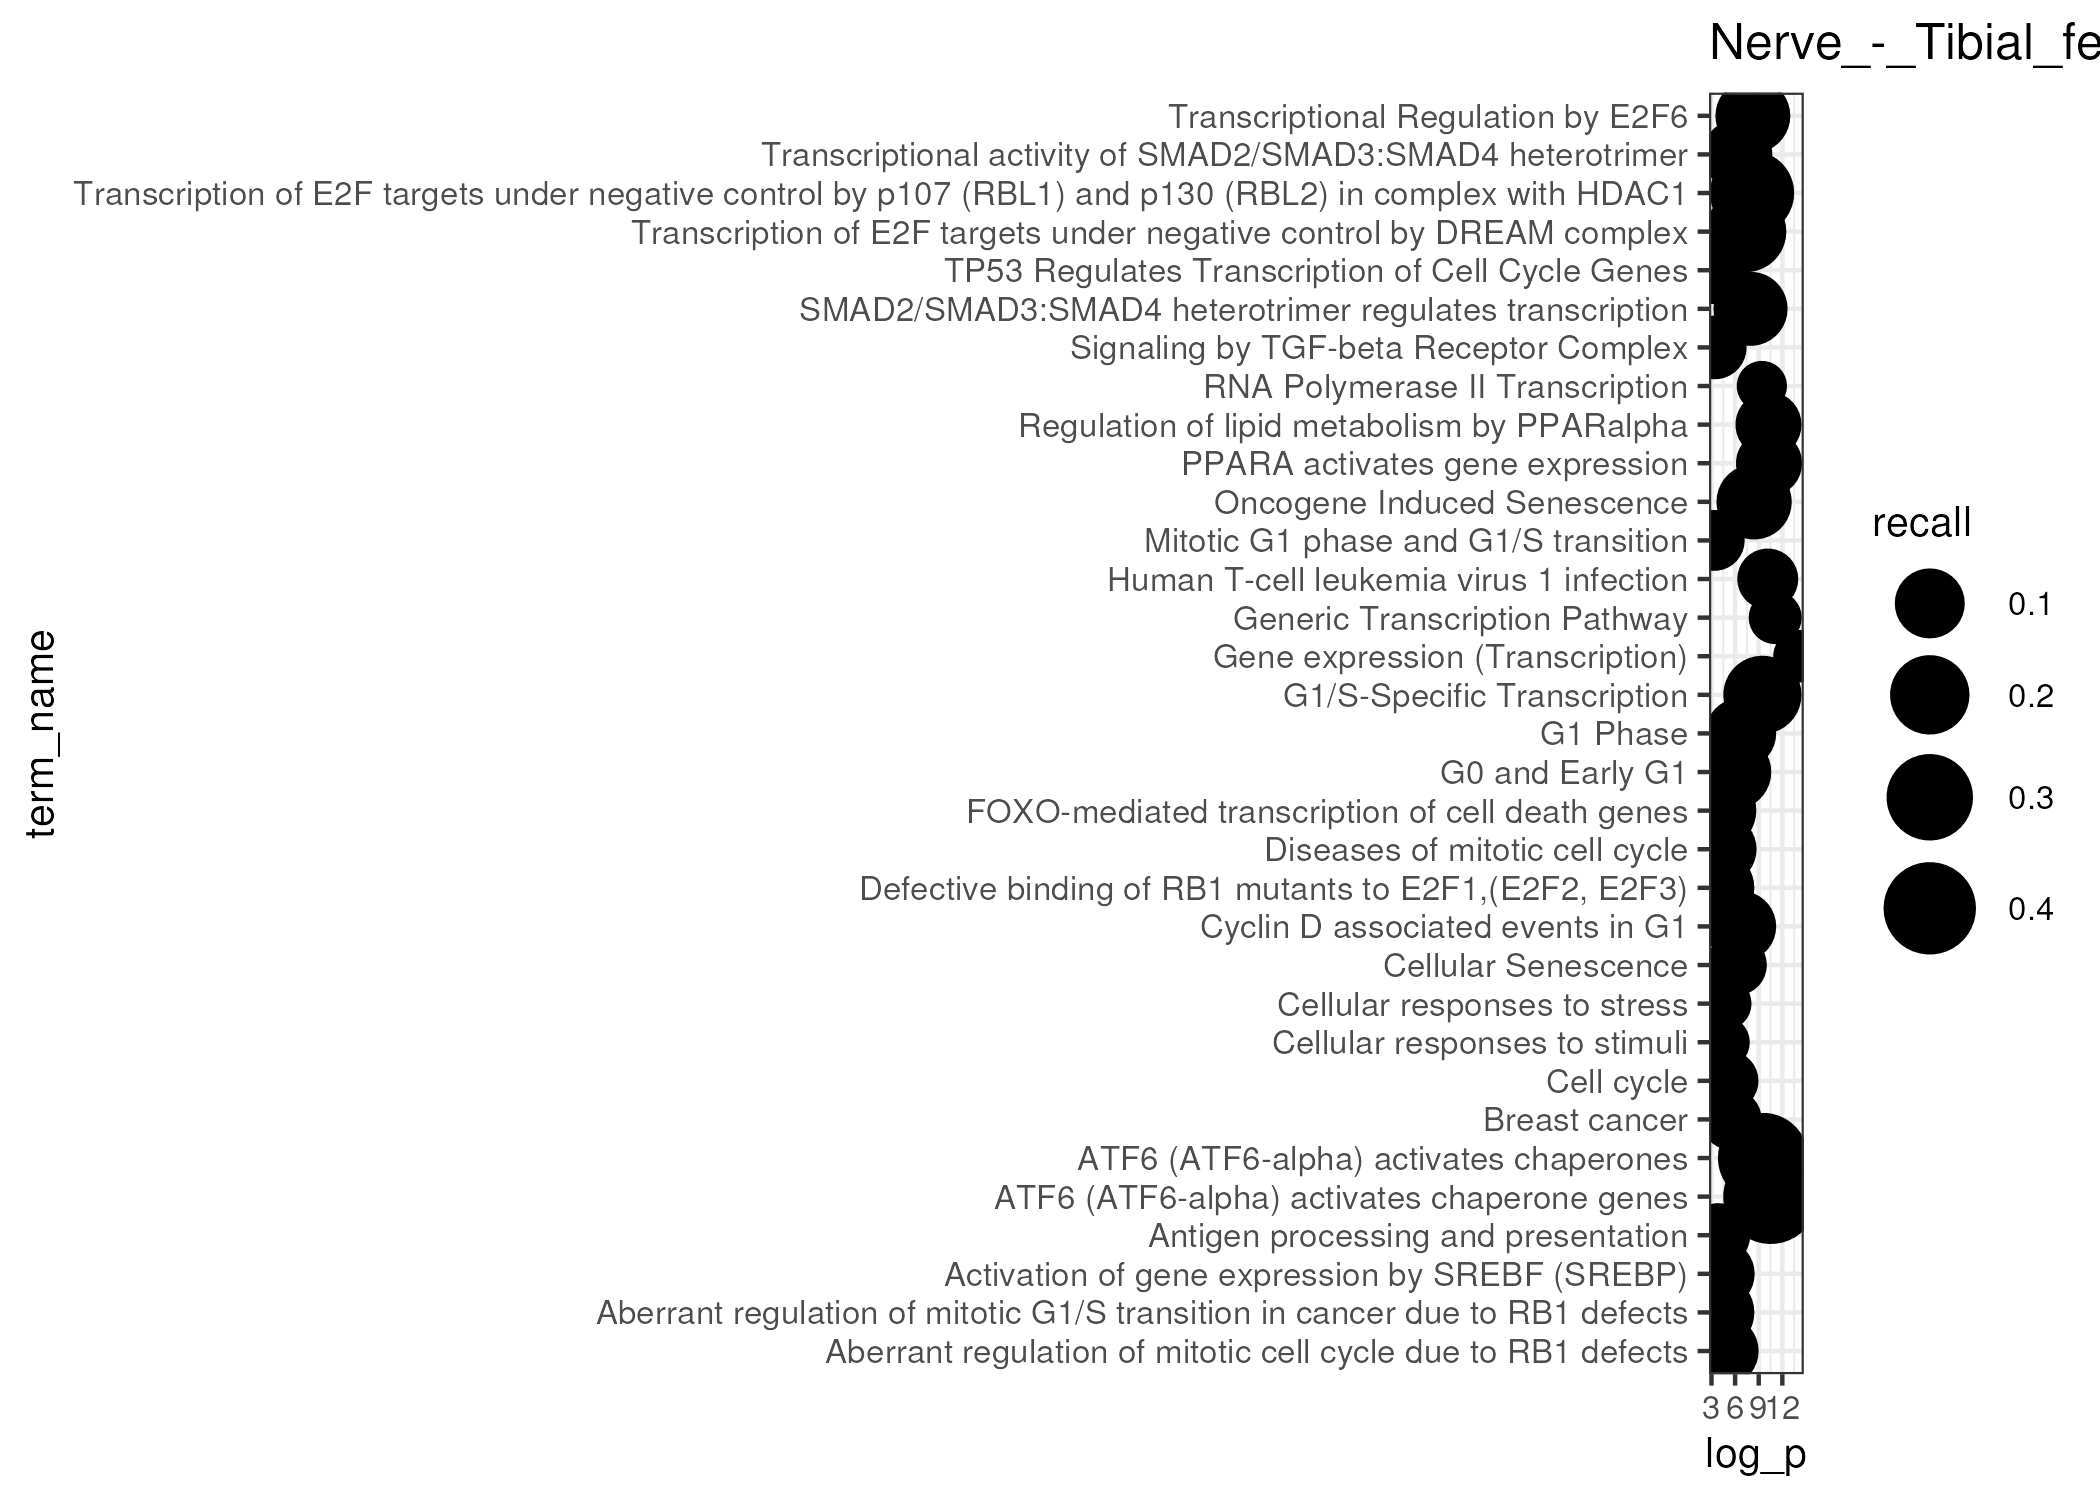 Nerve_-_Tibial_fe
Transcriptional Regulation by E2F6
Transcriptional activity of SMAD2/SMAD3:SMAD4 heterotrimer
Transcription of E2F targets under negative control by p107 (RBL1) and p130 (RBL2) in complex with HDAC1
Transcription of E2F targets under negative control by DREAM complex
TP53 Regulates Transcription of Cell Cycle Genes
SMAD2/SMAD3:SMAD4 heterotrimer regulates transcription
Signaling by TGF-beta Receptor Complex
RNA Polymerase II Transcription
Regulation of lipid metabolism by PPARalpha
PPARA activates gene expression
Oncogene Induced Senescence
Mitotic G1 phase and G1/S transition
Human T-cell leukemia virus 1 infection
Generic Transcription Pathway
Gene expression (Transcription)
G1/S-Specific Transcription
G1 Phase
G0 and Early G1
FOXO-mediated transcription of cell death genes
Diseases of mitotic cell cycle
Defective binding of RB1 mutants to E2F1,(E2F2, E2F3)
Cyclin D associated events in G1
Cellular Senescence
Cellular responses to stress
Cellular responses to stimuli
Cell cycle
Breast cancer
ATF6 (ATF6-alpha) activates chaperones
ATF6 (ATF6-alpha) activates chaperone genes
Antigen processing and presentation
Activation of gene expression by SREBF (SREBP)
Aberrant regulation of mitotic G1/S transition in cancer due to RB1 defects
Aberrant regulation of mitotic cell cycle due to RB1 defects
term_name
3 6 9 12
log_p
recall
0.1
0.2
0.3
0.4